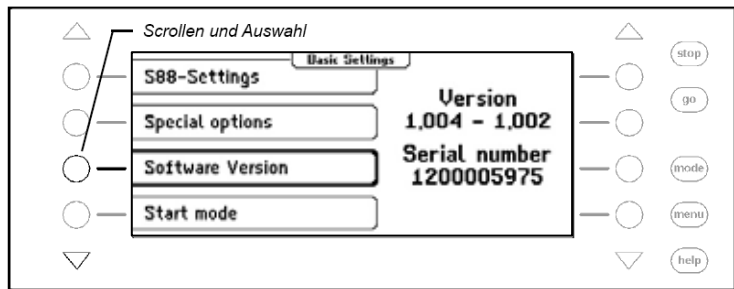 Scrollen und Auswahl
Basic Settings
S88-Settings
Special options
Software Version
Start mode
Version
1,004 - 1,002
Serial number
1200005975
stop
go
mode
menu
help